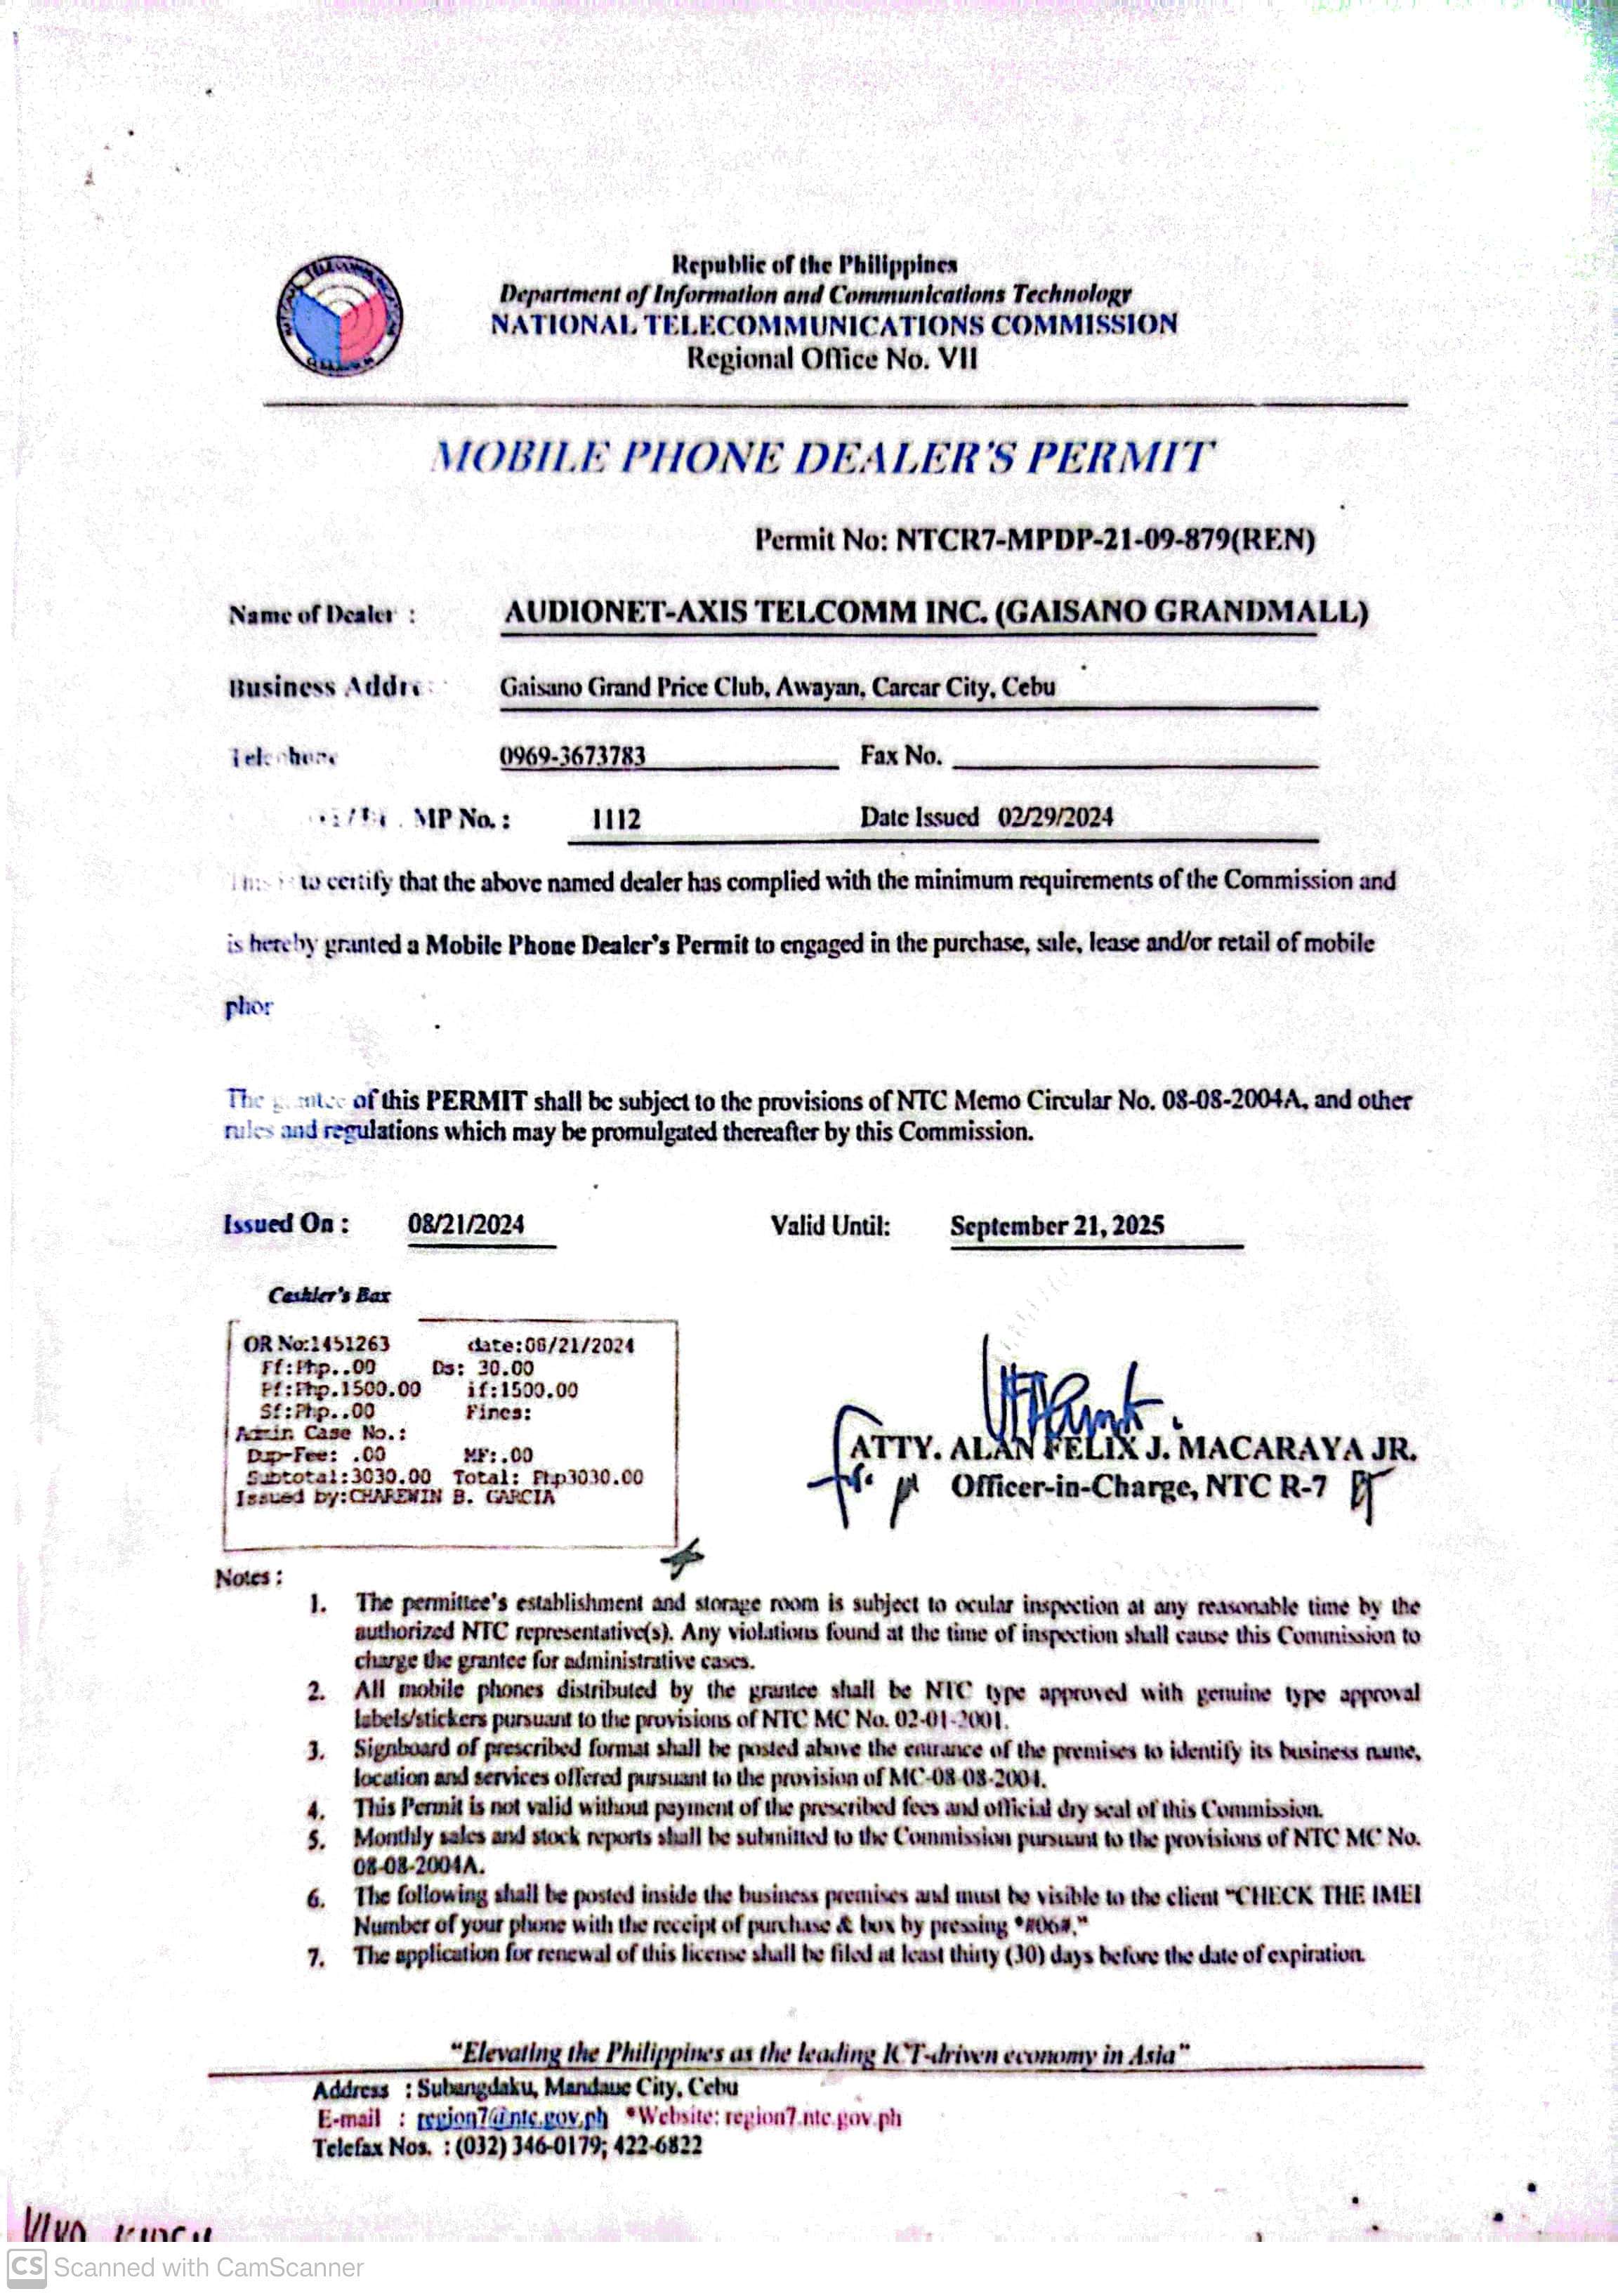 Republic of the Philippines
Department of Information and Communications Technology
NATIONAL TELECOMMUNICATIONS COMMISSION
Regional Office No. VII
MOBILE PHONE DEALER'S PERMIT
Permit No: NTCR7-MPDP-21-09-879(REN)
Name of Dealer : AUDIONET-AXIS TELCOMM INC. (GAISANO GRANDMALL)
Business Addre Gaisano Grand Price Club, Awayan, Carcar City, Cebu
Telephone 0969-3673783 Fax No.
MP No. : 1112 Date Issued 02/29/2024
to certify that the above named dealer has complied with the minimum requirements of the Commission and
is hereby granted a Mobile Phone Dealer's Permit to engaged in the purchase, sale, lease and/or retail of mobile
phor
The grantee of this PERMIT shall be subject to the provisions of NTC Memo Circular No. 08-08-2004A, and other
rules and regulations which may be promulgated thereafter by this Commission.
Issued On : 08/21/2024 Valid Until: September 21, 2025
Cashier's Box
OR No:1451263 date:08/21/2024
Ff:Php..00 Ds: 30.00
Pf:Php.1500.00 if:1500.00
Sf:Php..00 Fines:
Admin Case No.:
Dup-Fee: .00 MF:.00
Subtotal:3030.00 Total: Php3030.00
Issued by:CHAREWIN B. GARCIA
ATTY. ALAN FELIX J. MACARAYA JR.
for: Officer-in-Charge, NTC R-7
Notes :
1. The permittee's establishment and storage room is subject to ocular inspection at any reasonable time by the
authorized NTC representative(s). Any violations found at the time of inspection shall cause this Commission to
charge the grantee for administrative cases.
2. All mobile phones distributed by the grantee shall be NTC type approved with genuine type approval
labels/stickers pursuant to the provisions of NTC MC No. 02-01-2001.
3. Signboard of prescribed format shall be posted above the entrance of the premises to identify its business name,
location and services offered pursuant to the provision of MC-08-08-2004.
4. This Permit is not valid without payment of the prescribed fees and official dry seal of this Commission.
5. Monthly sales and stock reports shall be submitted to the Commission pursuant to the provisions of NTC MC No.
08-08-2004A.
6. The following shall be posted inside the business premises and must be visible to the client "CHECK THE IMEI
Number of your phone with the receipt of purchase & box by pressing *#06#."
7. The application for renewal of this license shall be filed at least thirty (30) days before the date of expiration.
"Elevating the Philippines as the leading ICT-driven economy in Asia"
Address : Subangdaku, Mandaue City, Cebu
E-mail : region7@ntc.gov.ph *Website: region7.ntc.gov.ph
Telefax Nos. : (032) 346-0179; 422-6822
CS Scanned with CamScanner